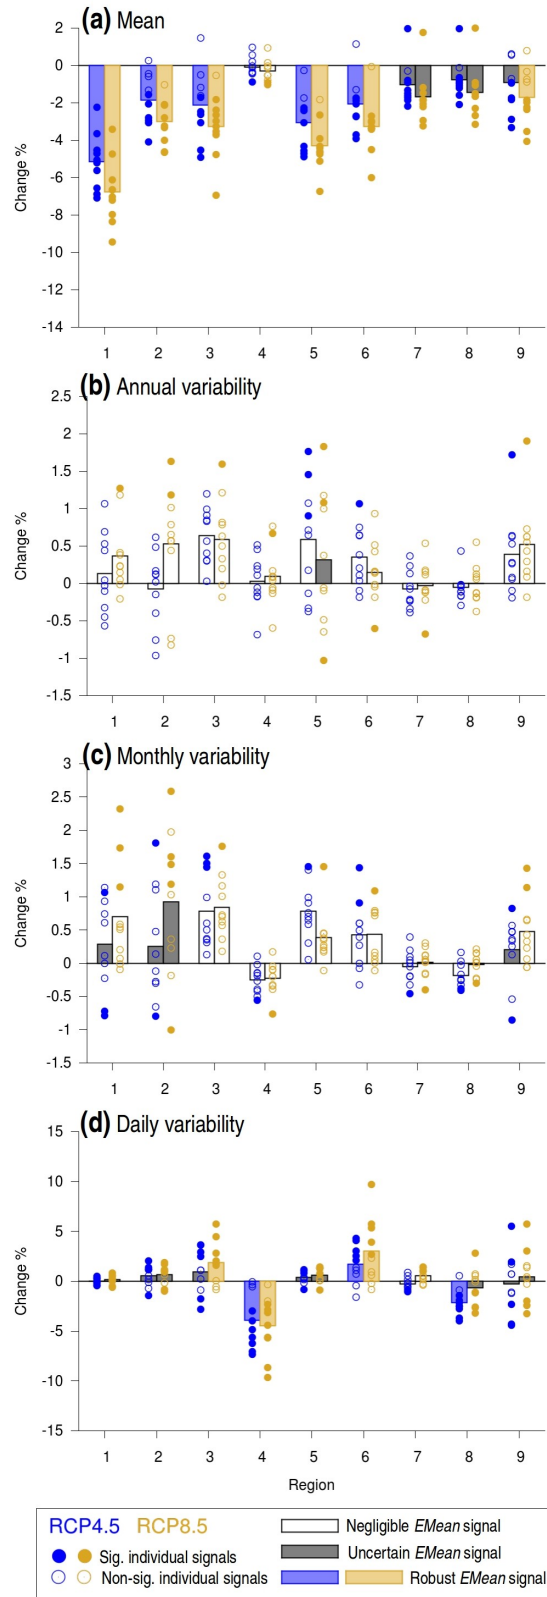 (a) Mean
2
0
-2
-4
-6
-8
-10
-12
-14
Change %
1 2 3 4 5 6 7 8 9
(b) Annual variability
2.5
2
1.5
1
0.5
0
-0.5
-1
-1.5
Change %
1 2 3 4 5 6 7 8 9
(c) Monthly variability
3
2.5
2
1.5
1
0.5
0
-0.5
-1
-1.5
Change %
1 2 3 4 5 6 7 8 9
(d) Daily variability
15
10
5
0
-5
-10
-15
Change %
1 2 3 4 5 6 7 8 9
Region
RCP4.5 RCP8.5
Sig. individual signals
Non-sig. individual signals
Negligible EMean signal
Uncertain EMean signal
Robust EMean signal